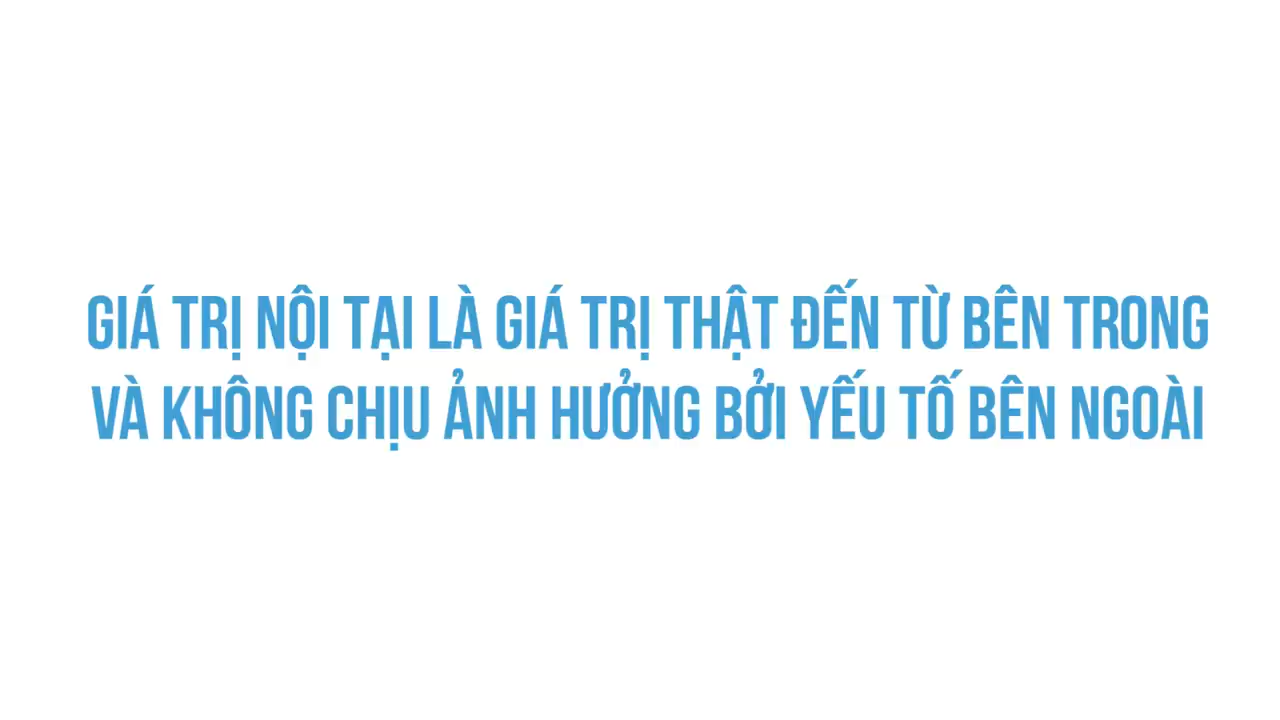 GIÁ TRỊ NỘI TẠI LÀ GIÁ TRỊ THẬT ĐẾN TỪ BÊN TRONG
VÀ KHÔNG CHỊU ẢNH HƯỞNG BỞI YẾU TỐ BÊN NGOÀI